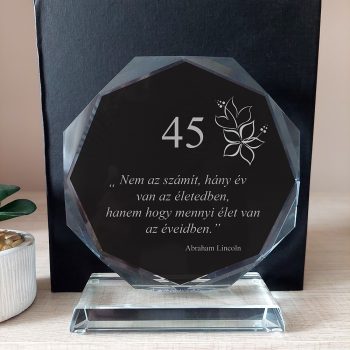 45
„Nem az számít, hány év
van az életedben,
hanem hogy mennyi élet van
az éveidben.”
Abraham Lincoln